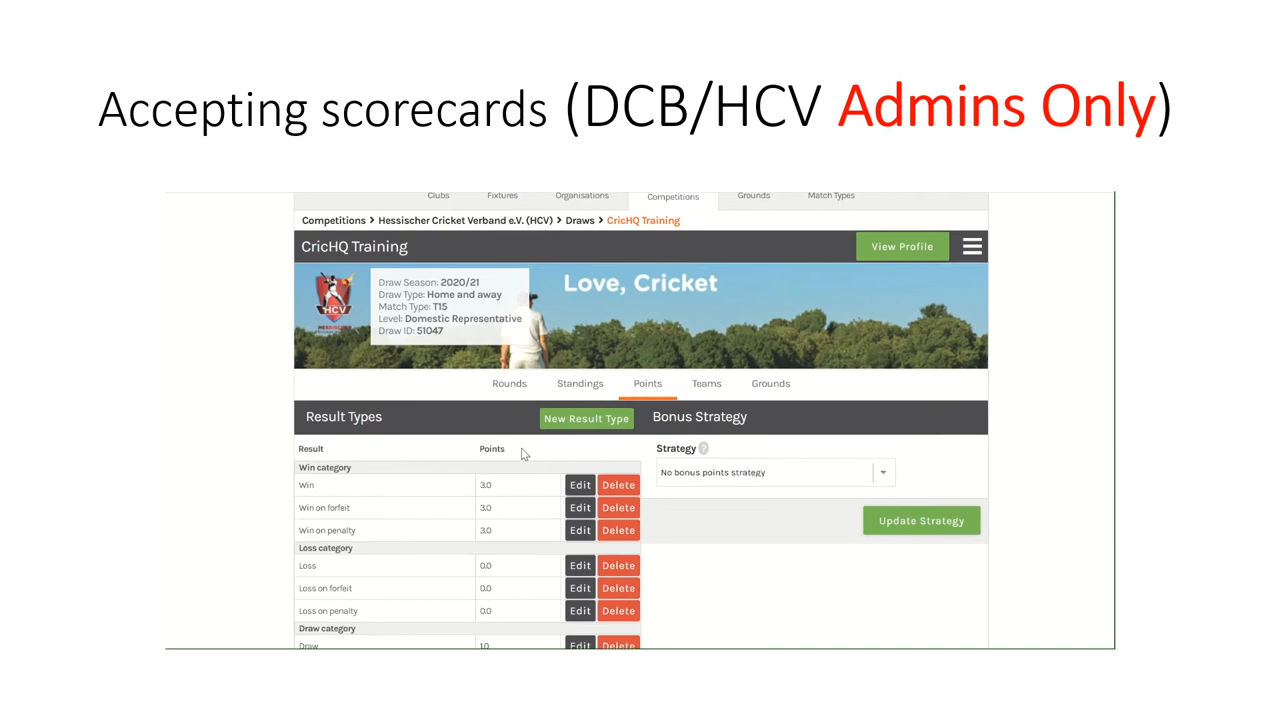 Accepting scorecards (DCB/HCV Admins Only)
Clubs Fixtures Organisations Competitions Grounds Match Types
Competitions > Hessischer Cricket Verband e.V. (HCV) > Draws > CricHQ Training
CricHQ Training View Profile
Love, Cricket
HCV
Draw Season: 2020/21
Draw Type: Home and away
Match Type: T15
Level: Domestic Representative
Draw ID: 51047
Rounds Standings Points Teams Grounds
Result Types New Result Type Bonus Strategy
Result Points
Strategy ?
No bonus points strategy
Update Strategy
Win category
Win 3.0 Edit Delete
Win on forfeit 3.0 Edit Delete
Win on penalty 3.0 Edit Delete
Loss category
Loss 0.0 Edit Delete
Loss on forfeit 0.0 Edit Delete
Loss on penalty 0.0 Edit Delete
Draw category
Draw 1.0 Edit Delete